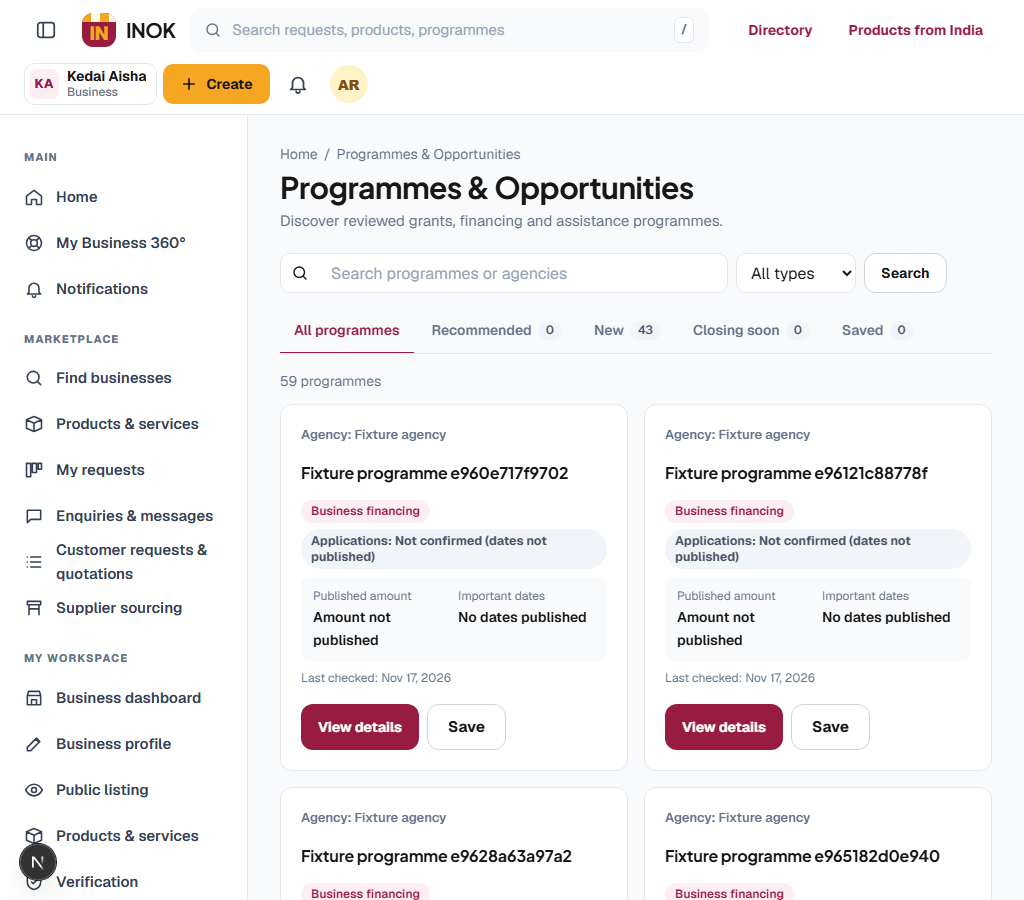 IN INOK
Search requests, products, programmes
/
Directory
Products from India
KA
Kedai Aisha
Business
+ Create
AR
MAIN
Home
My Business 360°
Notifications
MARKETPLACE
Find businesses
Products & services
My requests
Enquiries & messages
Customer requests &
quotations
Supplier sourcing
MY WORKSPACE
Business dashboard
Business profile
Public listing
Products & services
N
Verification
Home / Programmes & Opportunities
Programmes & Opportunities
Discover reviewed grants, financing and assistance programmes.
Search programmes or agencies
All types
Search
All programmes
Recommended 0
New 43
Closing soon 0
Saved 0
59 programmes
Agency: Fixture agency
Fixture programme e960e717f9702
Business financing
Applications: Not confirmed (dates not
published)
Published amount
Amount not
published
Important dates
No dates published
Last checked: Nov 17, 2026
View details
Save
Agency: Fixture agency
Fixture programme e96121c88778f
Business financing
Applications: Not confirmed (dates not
published)
Published amount
Amount not
published
Important dates
No dates published
Last checked: Nov 17, 2026
View details
Save
Agency: Fixture agency
Fixture programme e9628a63a97a2
Business financing
Agency: Fixture agency
Fixture programme e965182d0e940
Business financing